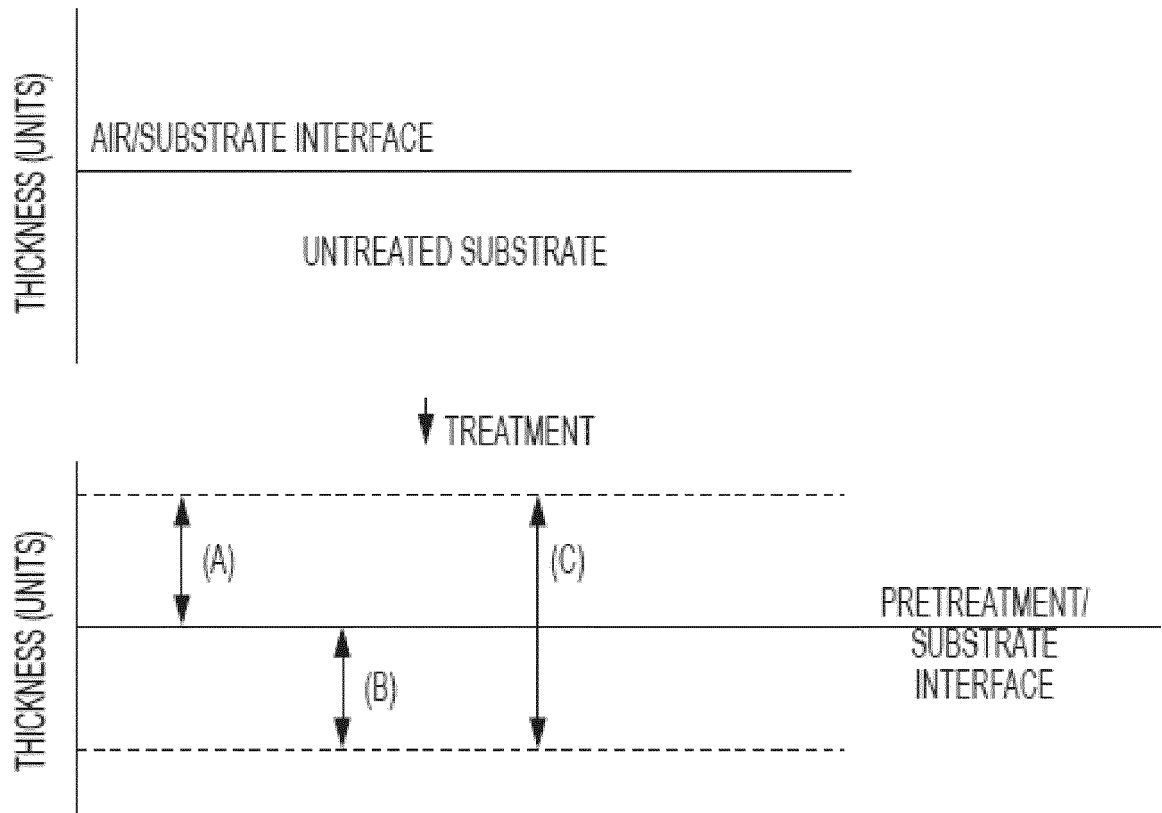 THICKNESS (UNITS)
AIR/SUBSTRATE INTERFACE
UNTREATED SUBSTRATE
TREATMENT
THICKNESS (UNITS)
(A)
(C)
(B)
PRETREATMENT/
SUBSTRATE
INTERFACE